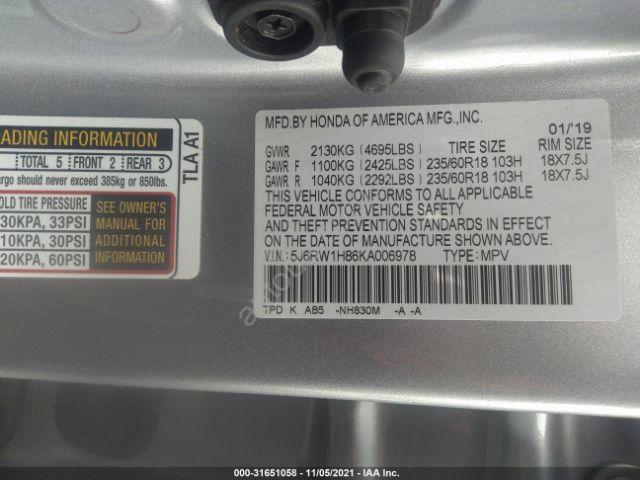 ADING INFORMATION
TOTAL 5 FRONT 2 REAR 3
argo should never exceed 385kg or 850lbs.
OLD TIRE PRESSURE
30KPA, 33PSI
10KPA, 30PSI
20KPA, 60PSI
SEE OWNER'S
MANUAL FOR
ADDITIONAL
INFORMATION
TLA A1
MFD.BY HONDA OF AMERICA MFG.,INC.
01/'19
GVWR 2130KG (4695LBS) TIRE SIZE RIM SIZE
GAWR F 1100KG (2425LBS) 235/60R18 103H 18X7.5J
GAWR R 1040KG (2292LBS) 235/60R18 103H 18X7.5J
THIS VEHICLE CONFORMS TO ALL APPLICABLE
FEDERAL MOTOR VEHICLE SAFETY
AND THEFT PREVENTION STANDARDS IN EFFECT
ON THE DATE OF MANUFACTURE SHOWN ABOVE.
V.I.N.: 5J6RW1H86KA006978 TYPE: MPV
TPD K AB5 -NH830M -A -A
000-31651058 - 11/05/2021 - IAA Inc.